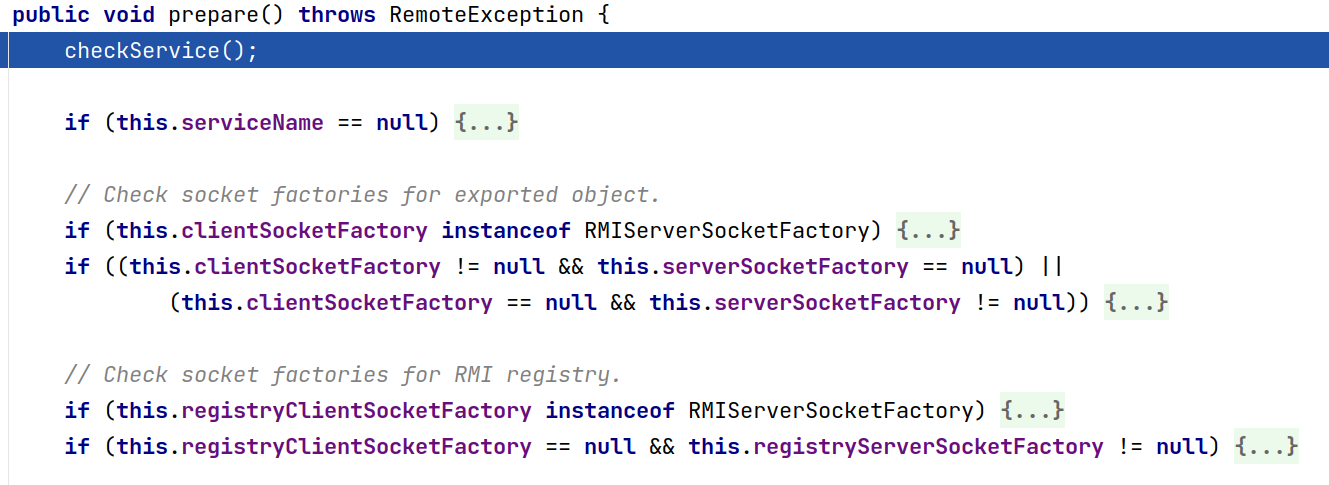 public void prepare() throws RemoteException {
    checkService();

    if (this.serviceName == null) {...}

    // Check socket factories for exported object.
    if (this.clientSocketFactory instanceof RMIServerSocketFactory) {...}
    if ((this.clientSocketFactory != null && this.serverSocketFactory == null) ||
            (this.clientSocketFactory == null && this.serverSocketFactory != null)) {...}

    // Check socket factories for RMI registry.
    if (this.registryClientSocketFactory instanceof RMIServerSocketFactory) {...}
    if (this.registryClientSocketFactory == null && this.registryServerSocketFactory != null) {...}